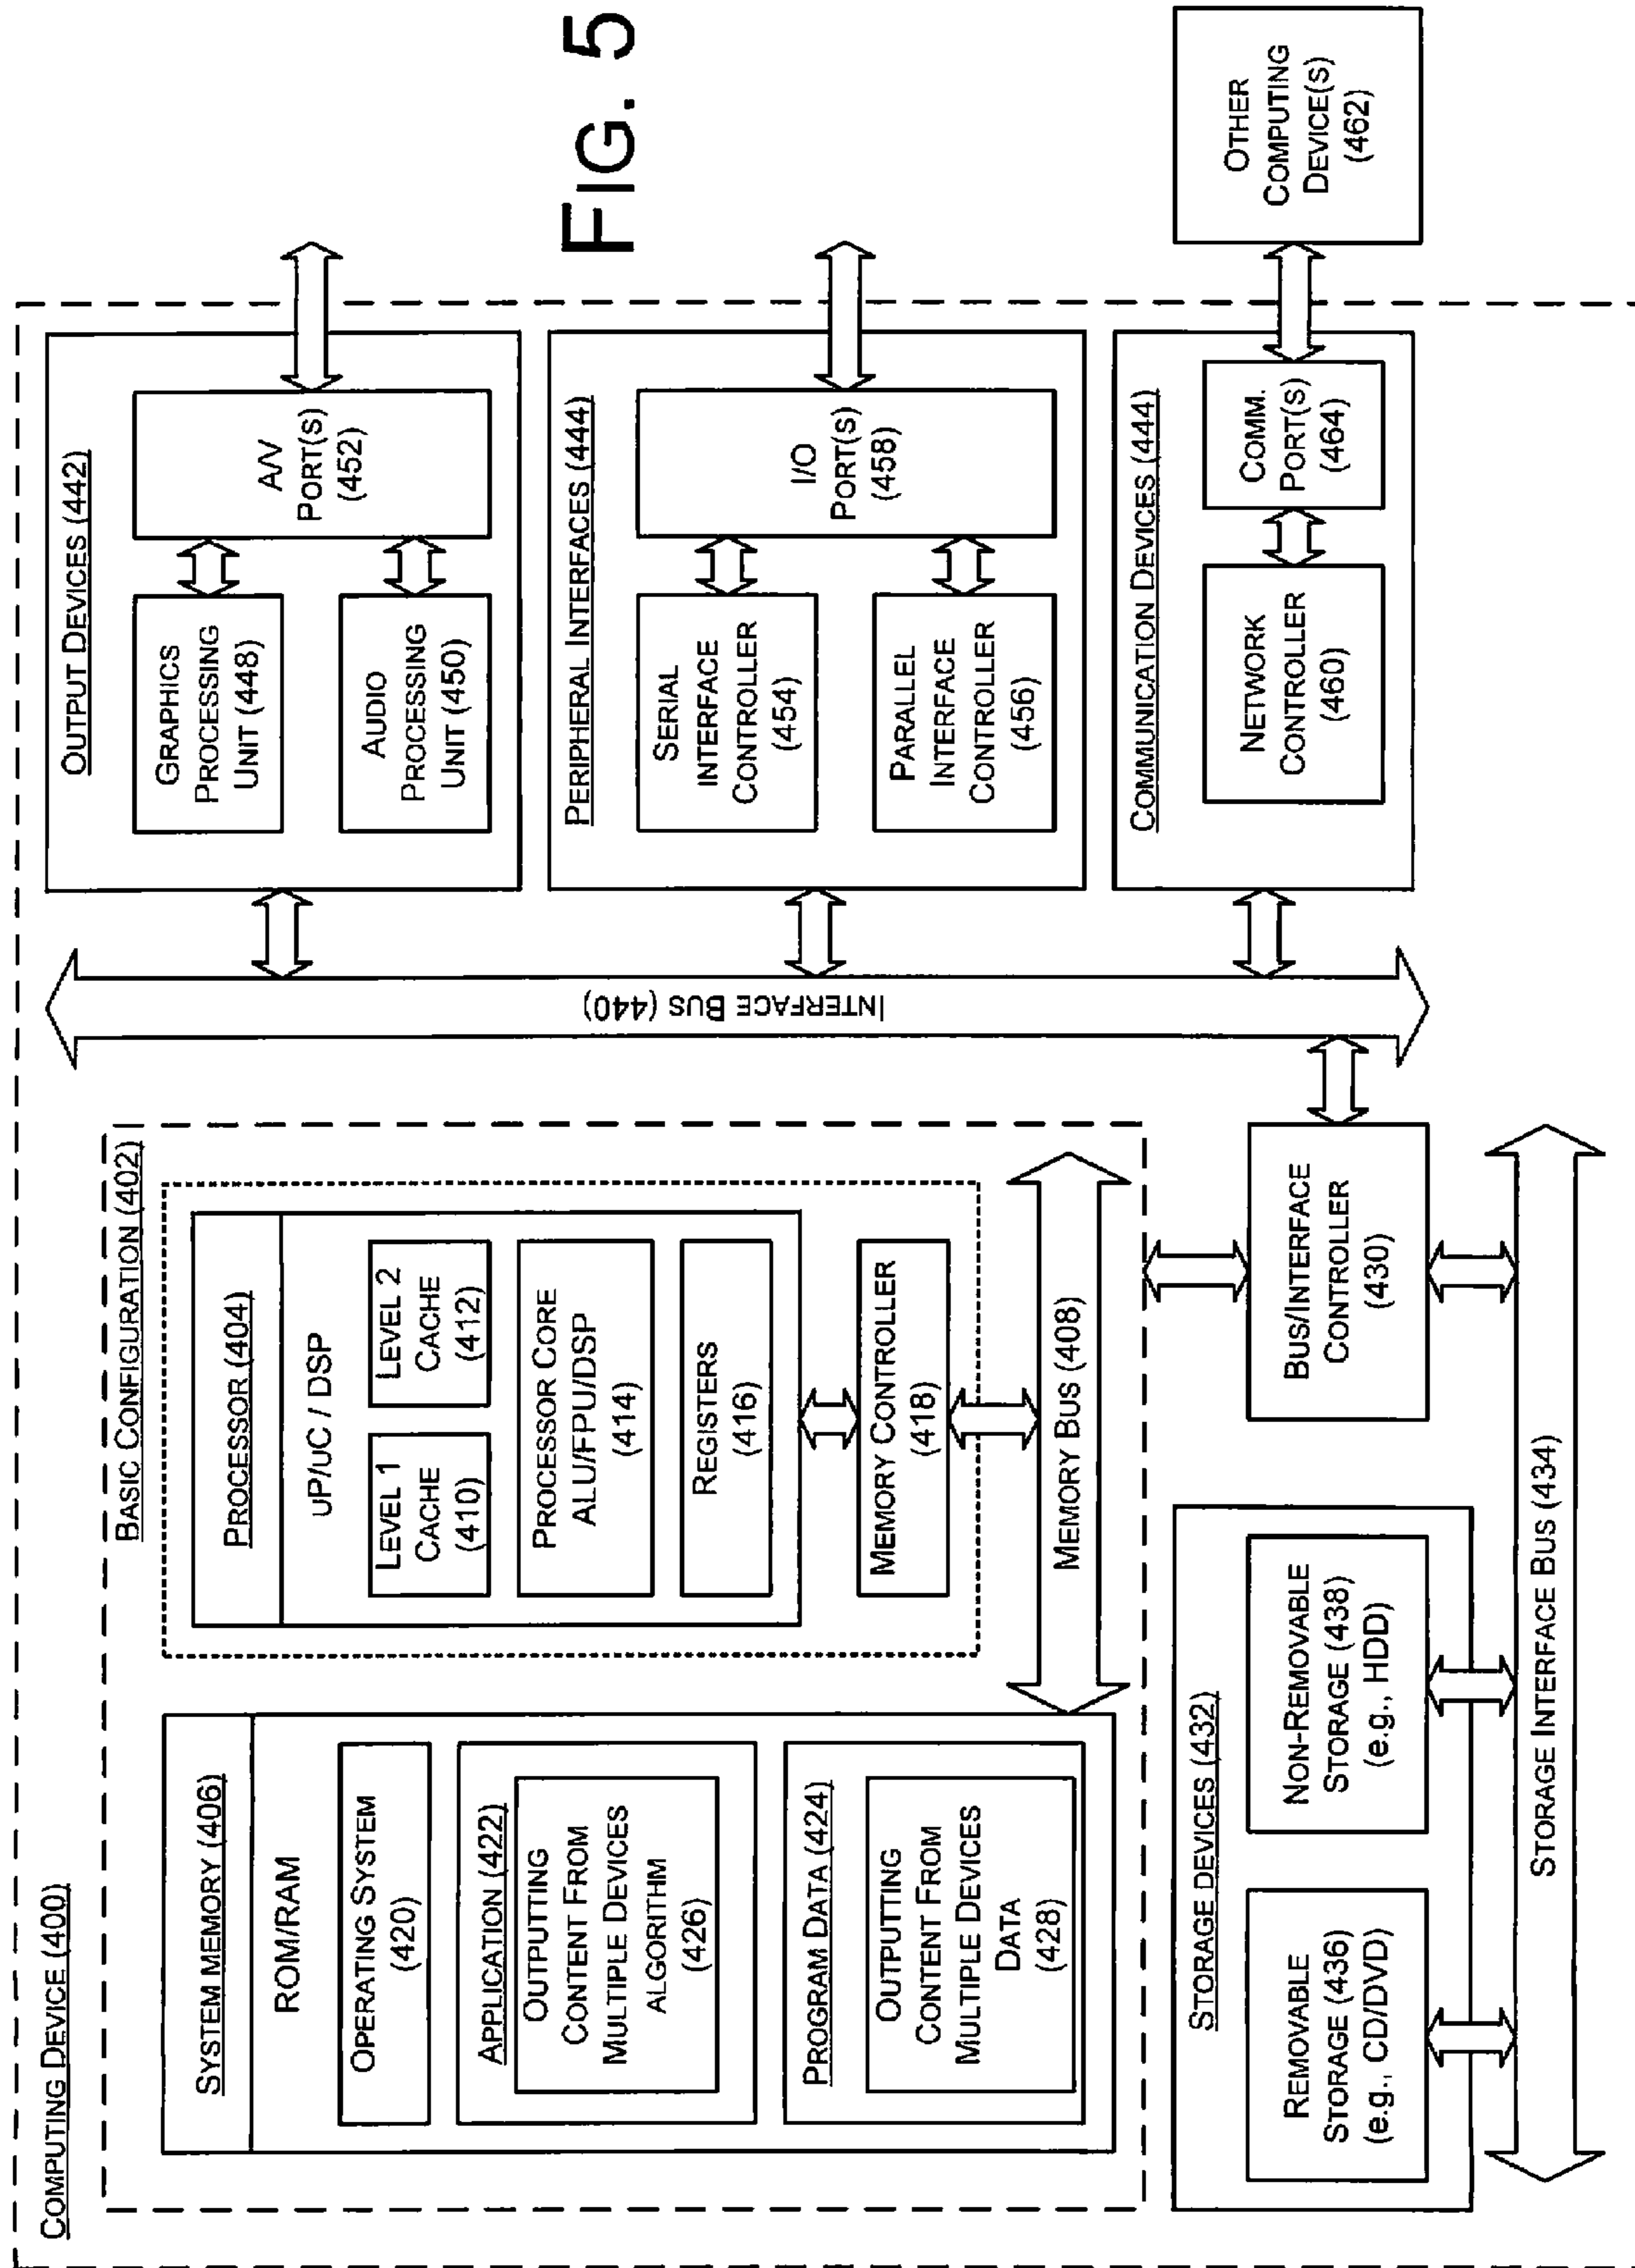 COMPUTING DEVICE (400)
BASIC CONFIGURATION (402)
SYSTEM MEMORY (406)
ROM/RAM
OPERATING SYSTEM
(420)
APPLICATION (422)
OUTPUTTING
CONTENT FROM
MULTIPLE DEVICES
ALGORITHM
(426)
PROGRAM DATA (424)
OUTPUTTING
CONTENT FROM
MULTIPLE DEVICES
DATA
(428)
PROCESSOR (404)
uP/uC / DSP
LEVEL 1
CACHE
(410)
LEVEL 2
CACHE
(412)
PROCESSOR CORE
ALU/FPU/DSP
(414)
REGISTERS
(416)
MEMORY CONTROLLER
(418)
MEMORY BUS (408)
BUS/INTERFACE
CONTROLLER
(430)
STORAGE DEVICES (432)
REMOVABLE
STORAGE (436)
(e.g., CD/DVD)
NON-REMOVABLE
STORAGE (438)
(e.g., HDD)
STORAGE INTERFACE BUS (434)
INTERFACE BUS (440)
OUTPUT DEVICES (442)
GRAPHICS
PROCESSING
UNIT (448)
AUDIO
PROCESSING
UNIT (450)
A/V
PORT(S)
(452)
PERIPHERAL INTERFACES (444)
SERIAL
INTERFACE
CONTROLLER
(454)
PARALLEL
INTERFACE
CONTROLLER
(456)
I/O
PORT(S)
(458)
COMMUNICATION DEVICES (444)
NETWORK
CONTROLLER
(460)
COMM.
PORT(S)
(464)
OTHER
COMPUTING
DEVICE(S)
(462)
FIG. 5